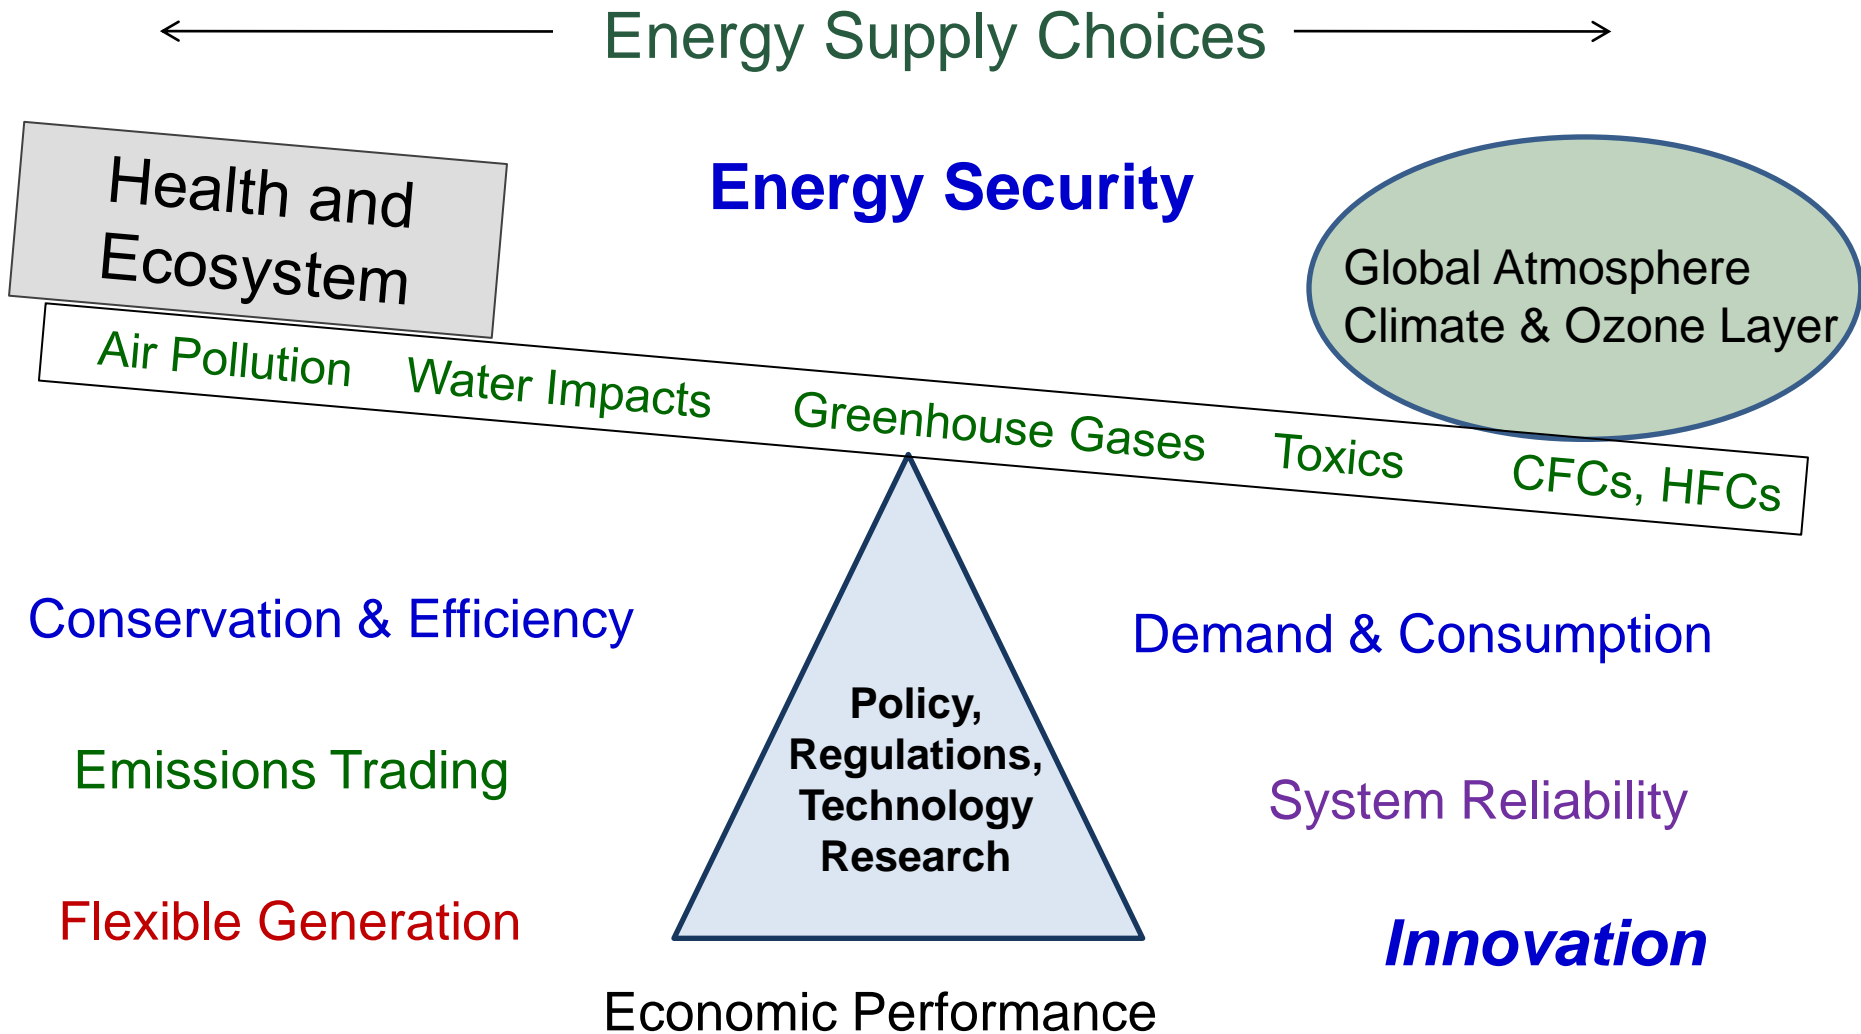 Energy Supply Choices
Energy Security
Health and
Ecosystem
Global Atmosphere
Climate & Ozone Layer
Air Pollution Water Impacts Greenhouse Gases Toxics CFCs, HFCs
Conservation & Efficiency
Demand & Consumption
Policy,
Regulations,
Technology
Research
Emissions Trading
System Reliability
Flexible Generation
Innovation
Economic Performance